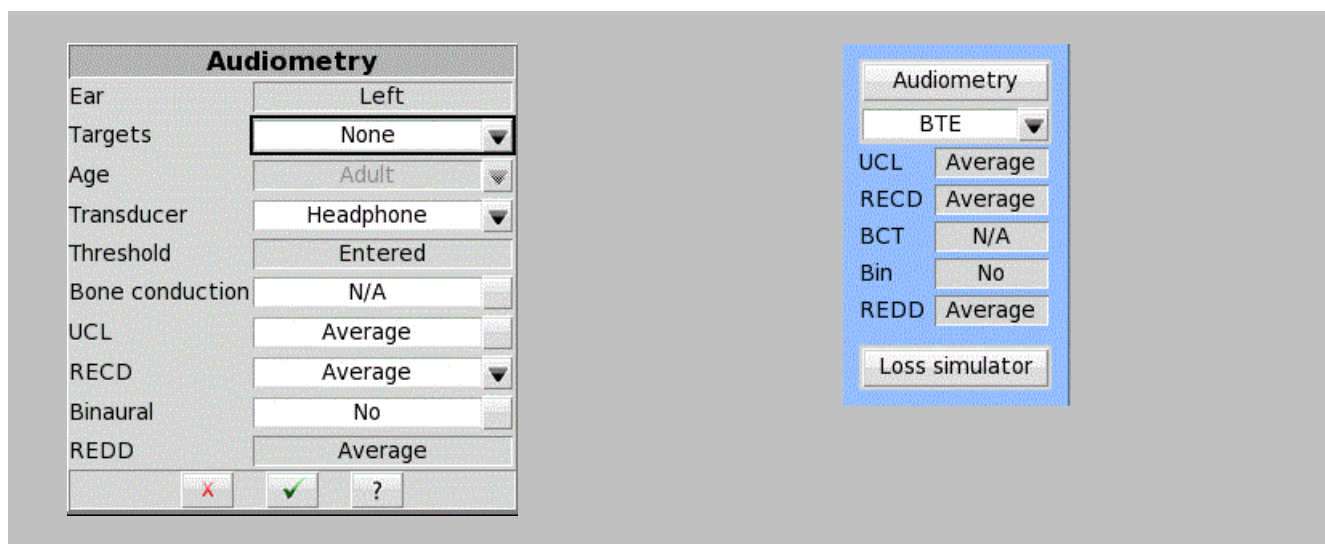 Audiometry
Ear Left
Targets None
Age Adult
Transducer Headphone
Threshold Entered
Bone conduction N/A
UCL Average
RECD Average
Binaural No
REDD Average
X ✓ ?
Audiometry
BTE
UCL Average
RECD Average
BCT N/A
Bin No
REDD Average
Loss simulator